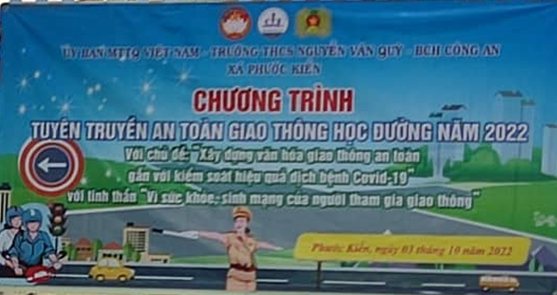 ỦY BAN MTTQ VIỆT NAM - TRƯỜNG THCS NGUYỄN VĂN QUỲ - BCH CÔNG AN
XÃ PHƯỚC KIỂN
CHƯƠNG TRÌNH
TUYÊN TRUYỀN AN TOÀN GIAO THÔNG HỌC ĐƯỜNG NĂM 2022
Với chủ đề: "Xây dựng văn hóa giao thông an toàn
gắn với kiểm soát hiệu quả dịch bệnh Covid-19"
với tinh thần "Vì sức khỏe, sinh mạng của người tham gia giao thông"
Phước Kiển, ngày 03 tháng 10 năm 2022